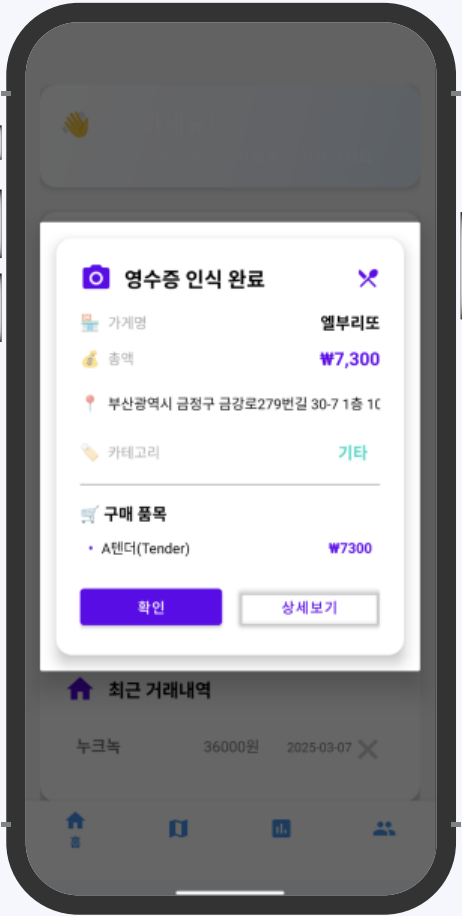 영수증 인식 완료
가게명 엘부리또
총액 ₩7,300
부산광역시 금정구 금강로279번길 30-7 1층 10
카테고리 기타
구매 품목
• A텐더(Tender) ₩7300
확인 상세보기
최근 거래내역
누크녹 36000원 2025-03-07
홈